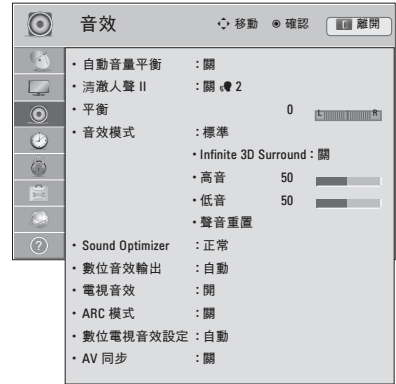 音效 移動 確認 離開
・自動音量平衡 ：關
・清澈人聲 II ：關 2
・平衡 0 L R
・音效模式 ：標準
・Infinite 3D Surround：關
・高音 50
・低音 50
・聲音重置
・Sound Optimizer ：正常
・數位音效輸出 ：自動
・電視音效 ：開
・ARC 模式 ：關
・數位電視音效設定 ：自動
・AV 同步 ：關